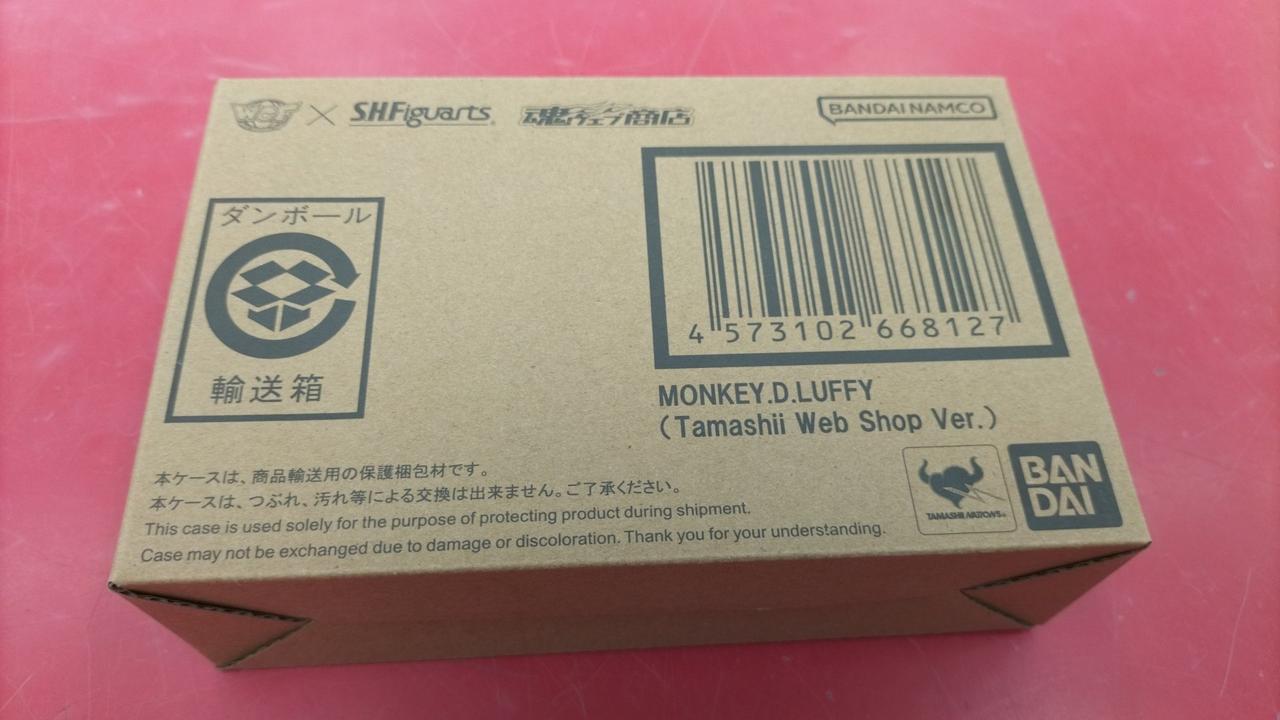 WCF × S.H.Figuarts 魂ウェブ商店 BANDAI NAMCO
ダンボール
輸送箱
4 573102 668127
MONKEY.D.LUFFY
(Tamashii Web Shop Ver.)
本ケースは、商品輸送用の保護梱包材です。
本ケースは、つぶれ、汚れ等による交換は出来ません。ご了承ください。
This case is used solely for the purpose of protecting product during shipment.
Case may not be exchanged due to damage or discoloration. Thank you for your understanding.
TAMASHII NATIONS
BAN
DAI